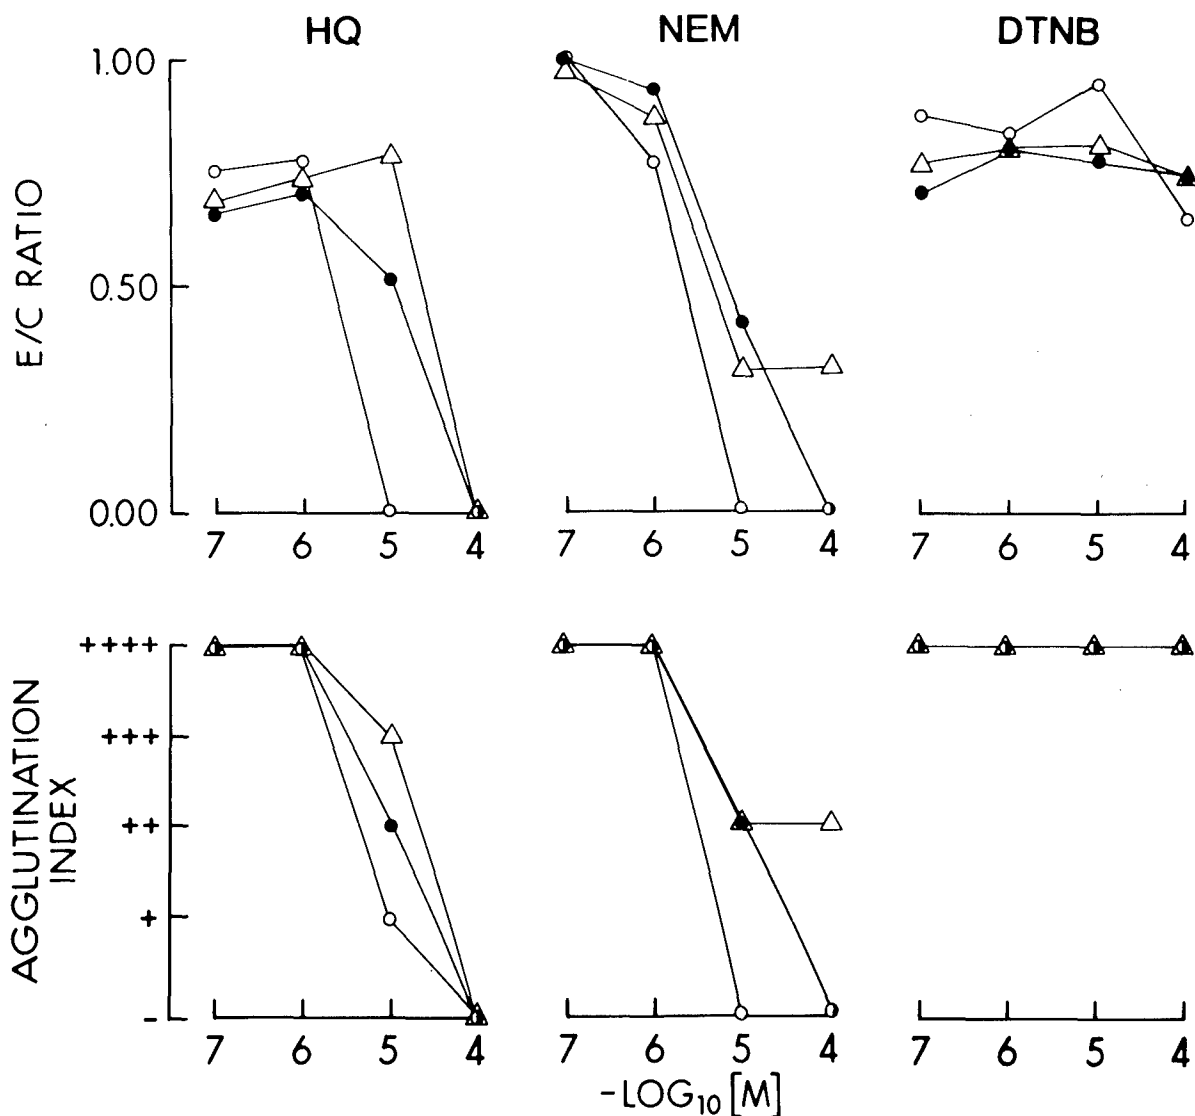 HQ NEM DTNB
1.00
0.50
0.00
E/C RATIO
7 6 5 4 7 6 5 4 7 6 5 4
++++
+++
++
+
-
AGGLUTINATION
INDEX
7 6 5 4 7 6 5 4 7 6 5 4
-LOG10 [M]